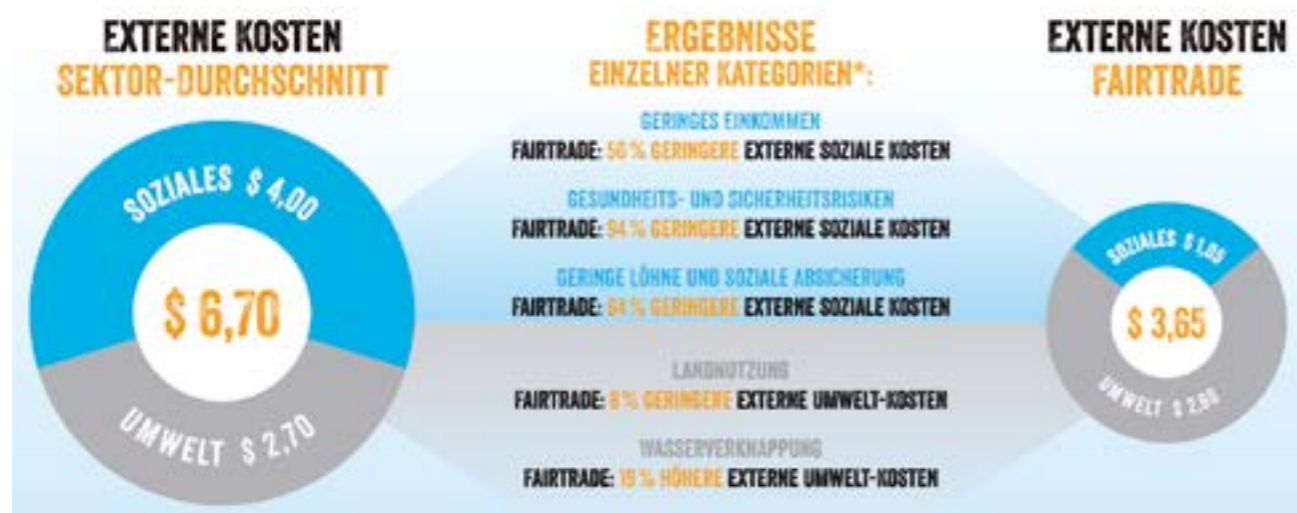 EXTERNE KOSTEN
SEKTOR-DURCHSCHNITT
SOZIALES $ 4,00
$ 6,70
UMWELT $ 2,70
ERGEBNISSE
EINZELNER KATEGORIEN*:
GERINGES EINKOMMEN
FAIRTRADE: 50 % GERINGERE EXTERNE SOZIALE KOSTEN
GESUNDHEITS- UND SICHERHEITSRISIKEN
FAIRTRADE: 94 % GERINGERE EXTERNE SOZIALE KOSTEN
GERINGE LÖHNE UND SOZIALE ABSICHERUNG
FAIRTRADE: 94 % GERINGERE EXTERNE SOZIALE KOSTEN
LANDNUTZUNG
FAIRTRADE: % GERINGERE EXTERNE UMWELT-KOSTEN
WASSERVERKNAPPUNG
FAIRTRADE: 19 % HÖHERE EXTERNE UMWELT-KOSTEN
EXTERNE KOSTEN
FAIRTRADE
SOZIALES $ 1,05
$ 3,65
UMWELT $ 2,60